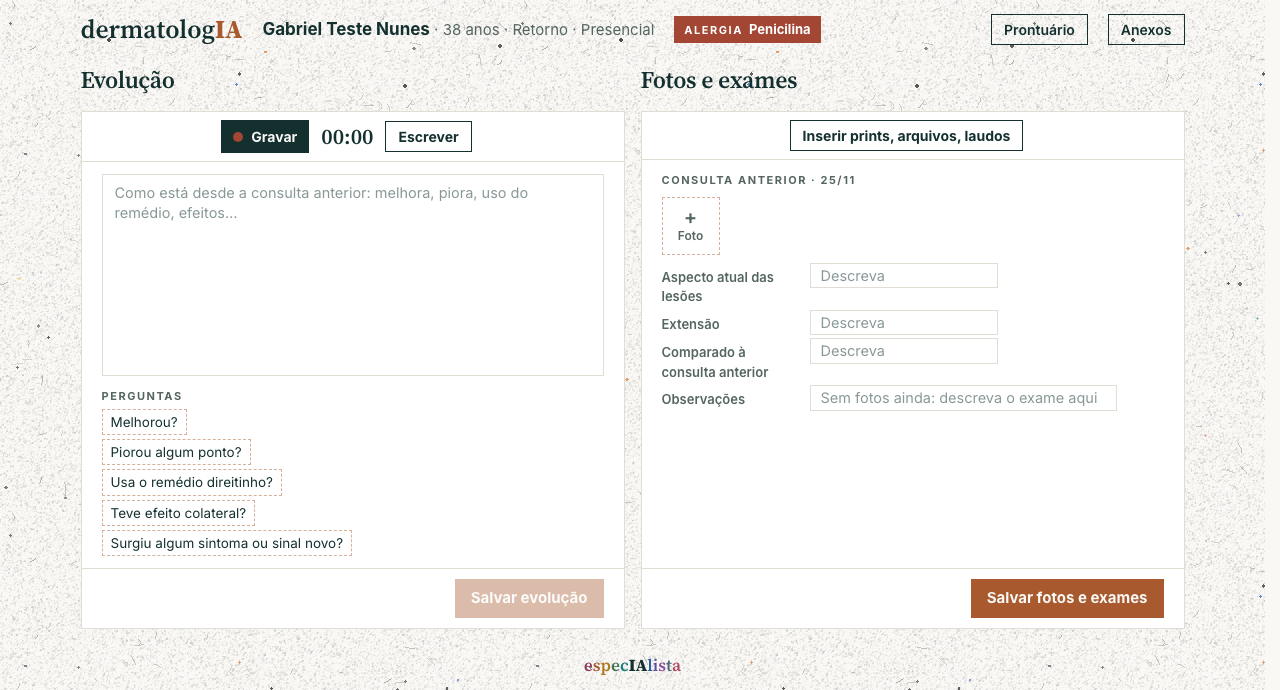 dermatologIA
Gabriel Teste Nunes · 38 anos · Retorno · Presencial
ALERGIA Penicilina
Prontuário
Anexos
Evolução
Gravar
00:00
Escrever
Como está desde a consulta anterior: melhora, piora, uso do
remédio, efeitos...
PERGUNTAS
Melhorou?
Piorou algum ponto?
Usa o remédio direitinho?
Teve efeito colateral?
Surgiu algum sintoma ou sinal novo?
Salvar evolução
Fotos e exames
Inserir prints, arquivos, laudos
CONSULTA ANTERIOR · 25/11
+
Foto
Aspecto atual das
lesões
Descreva
Extensão
Descreva
Comparado à
consulta anterior
Descreva
Observações
Sem fotos ainda: descreva o exame aqui
Salvar fotos e exames
especIAlista